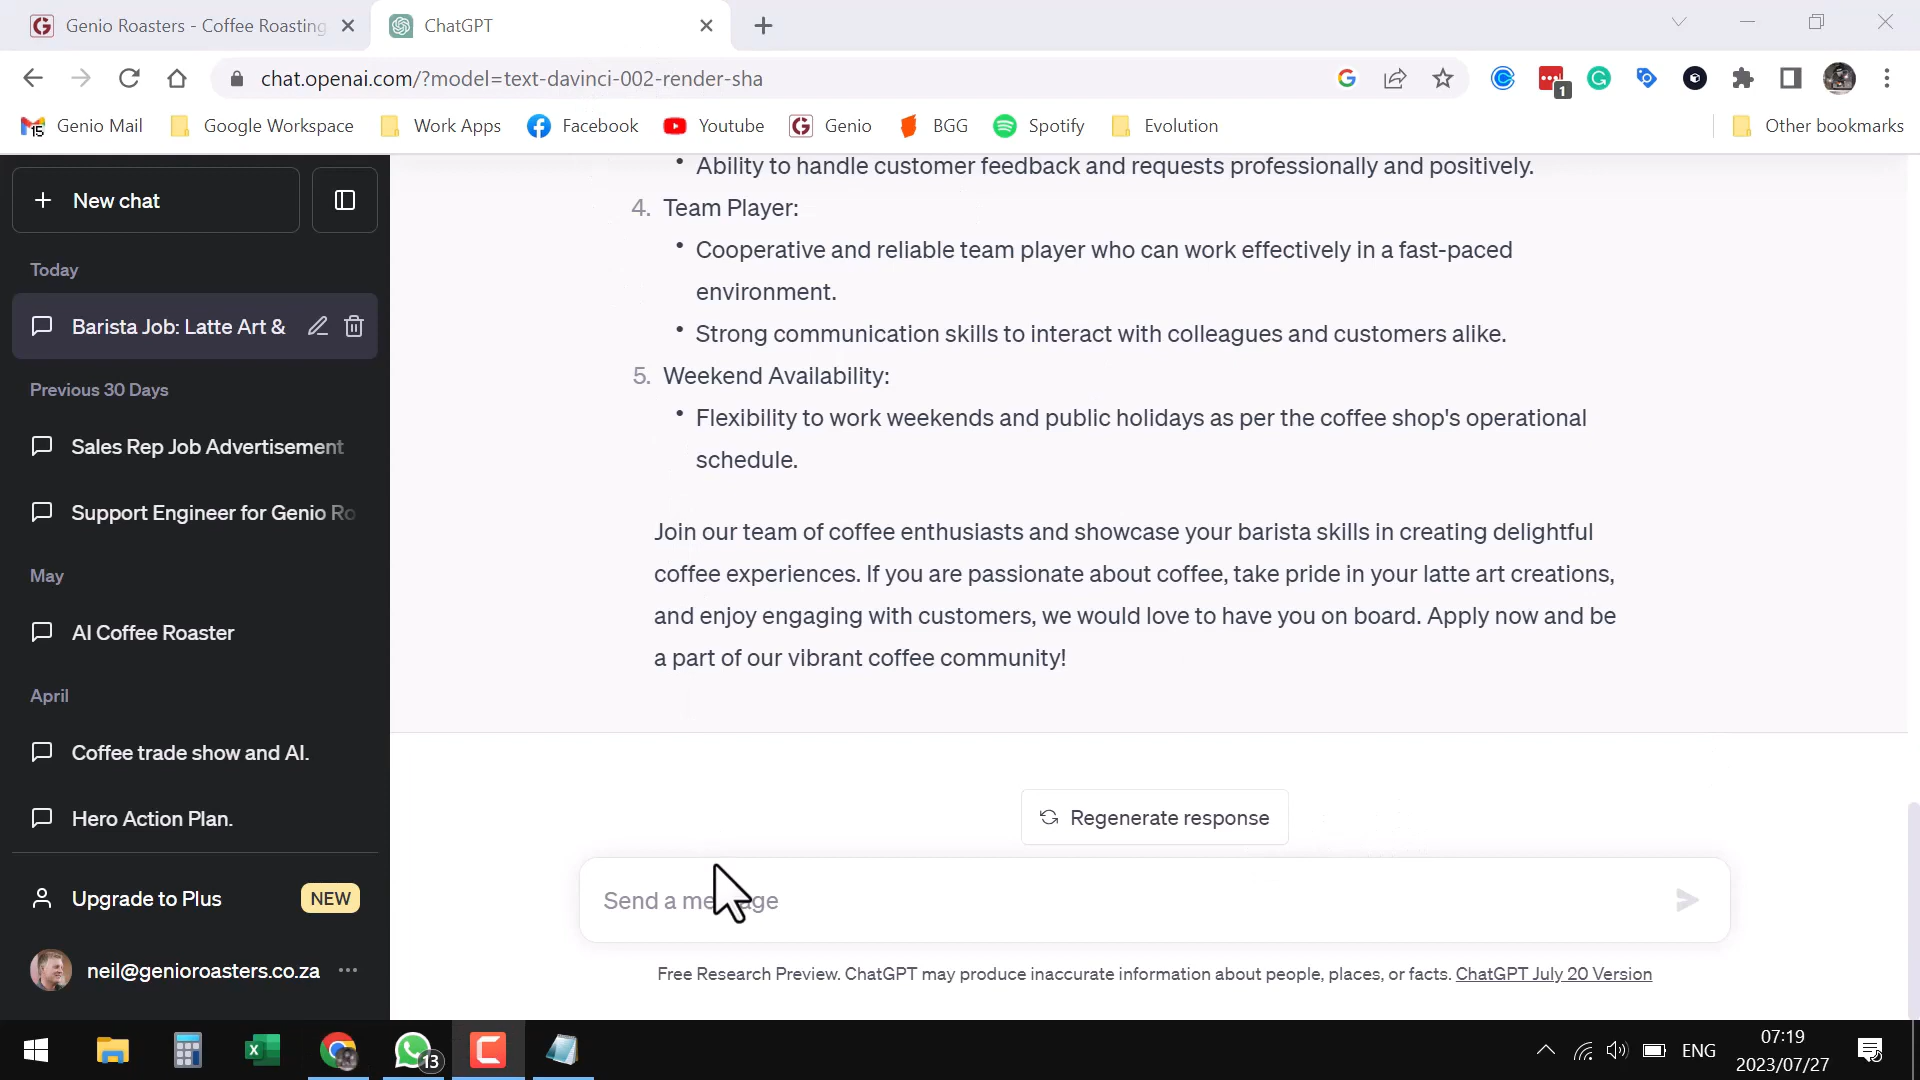 Genio Roasters - Coffee Roasting
ChatGPT
chat.openai.com/?model=text-davinci-002-render-sha
1
15
Genio Mail
Google Workspace
Work Apps
Facebook
Youtube
Genio
BGG
Spotify
Evolution
Other bookmarks
New chat
Today
Barista Job: Latte Art &
Previous 30 Days
Sales Rep Job Advertisement
Support Engineer for Genio Ro
May
AI Coffee Roaster
April
Coffee trade show and AI.
Hero Action Plan.
Upgrade to Plus
NEW
neil@genioroasters.co.za
• Ability to handle customer feedback and requests professionally and positively.
4. Team Player:
• Cooperative and reliable team player who can work effectively in a fast-paced
environment.
• Strong communication skills to interact with colleagues and customers alike.
5. Weekend Availability:
• Flexibility to work weekends and public holidays as per the coffee shop's operational
schedule.
Join our team of coffee enthusiasts and showcase your barista skills in creating delightful
coffee experiences. If you are passionate about coffee, take pride in your latte art creations,
and enjoy engaging with customers, we would love to have you on board. Apply now and be
a part of our vibrant coffee community!
Regenerate response
Send a message
Free Research Preview. ChatGPT may produce inaccurate information about people, places, or facts. ChatGPT July 20 Version
13
ENG
07:19
2023/07/27